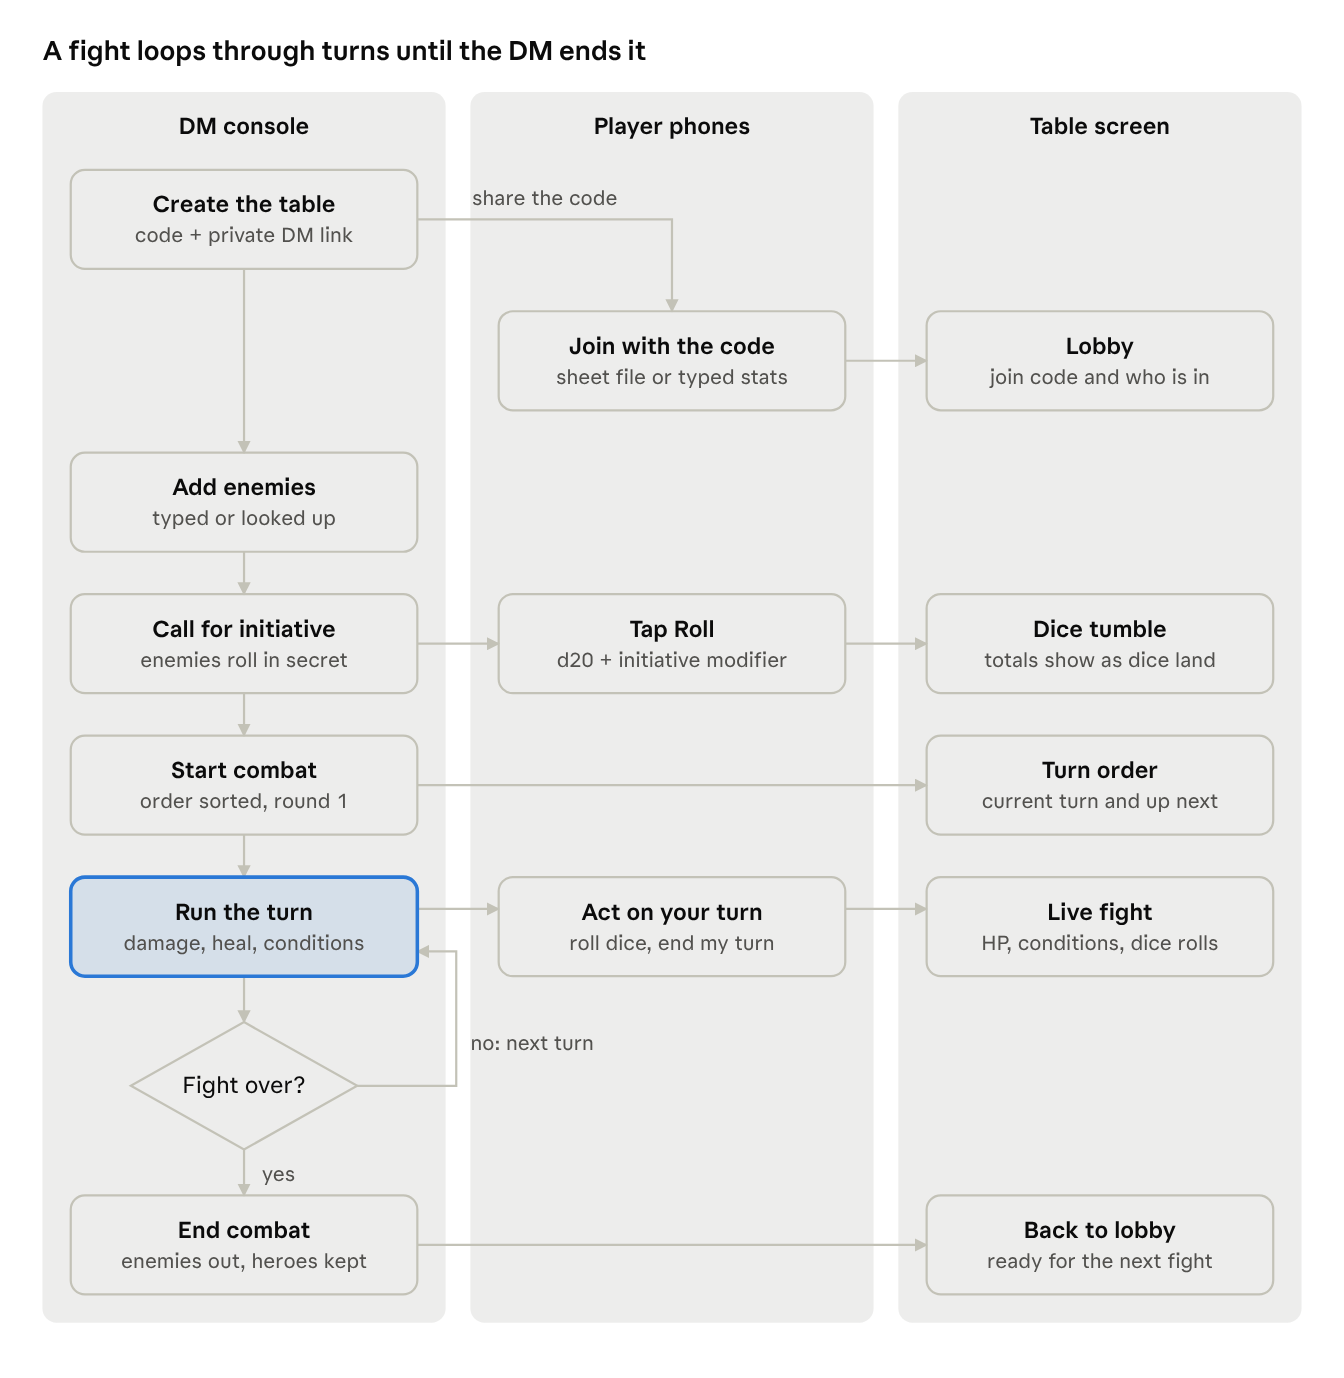 A fight loops through turns until the DM ends it
DM console
Player phones
Table screen
Create the table
code + private DM link
share the code
Join with the code
sheet file or typed stats
Lobby
join code and who is in
Add enemies
typed or looked up
Call for initiative
enemies roll in secret
Tap Roll
d20 + initiative modifier
Dice tumble
totals show as dice land
Start combat
order sorted, round 1
Turn order
current turn and up next
Run the turn
damage, heal, conditions
Act on your turn
roll dice, end my turn
Live fight
HP, conditions, dice rolls
no: next turn
Fight over?
yes
End combat
enemies out, heroes kept
Back to lobby
ready for the next fight